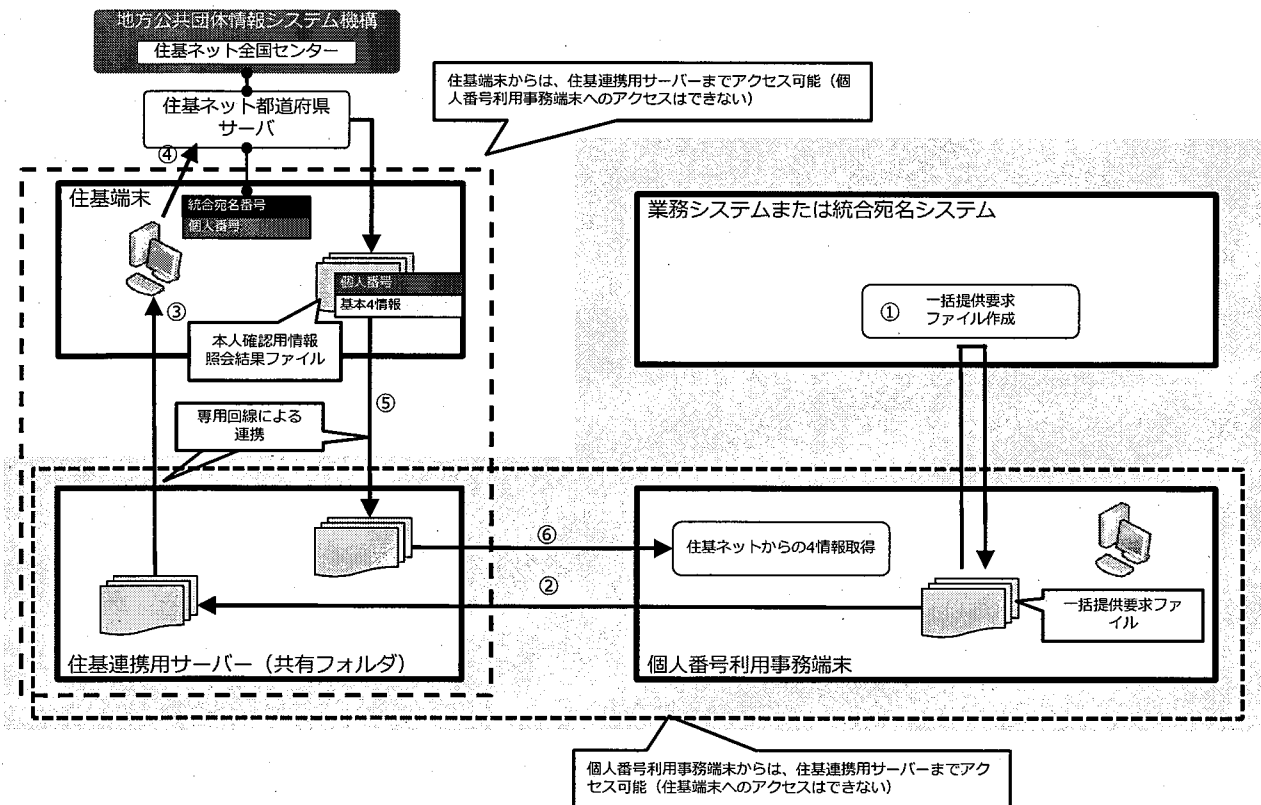 地方公共団体情報システム機構
住基ネット全国センター
住基ネット都道府県
サーバ
住基端末からは、住基連携用サーバーまでアクセス可能（個
人番号利用事務端末へのアクセスはできない）
④
住基端末
統合宛名番号
個人番号
業務システムまたは統合宛名システム
個人番号
基本4情報
③
本人確認用情報
照会結果ファイル
①
一括提供要求
ファイル作成
⑤
専用回線による
連携
⑥
住基ネットからの4情報取得
②
一括提供要求ファ
イル
住基連携用サーバー（共有フォルダ）
個人番号利用事務端末
個人番号利用事務端末からは、住基連携用サーバーまでアク
セス可能（住基端末へのアクセスはできない）